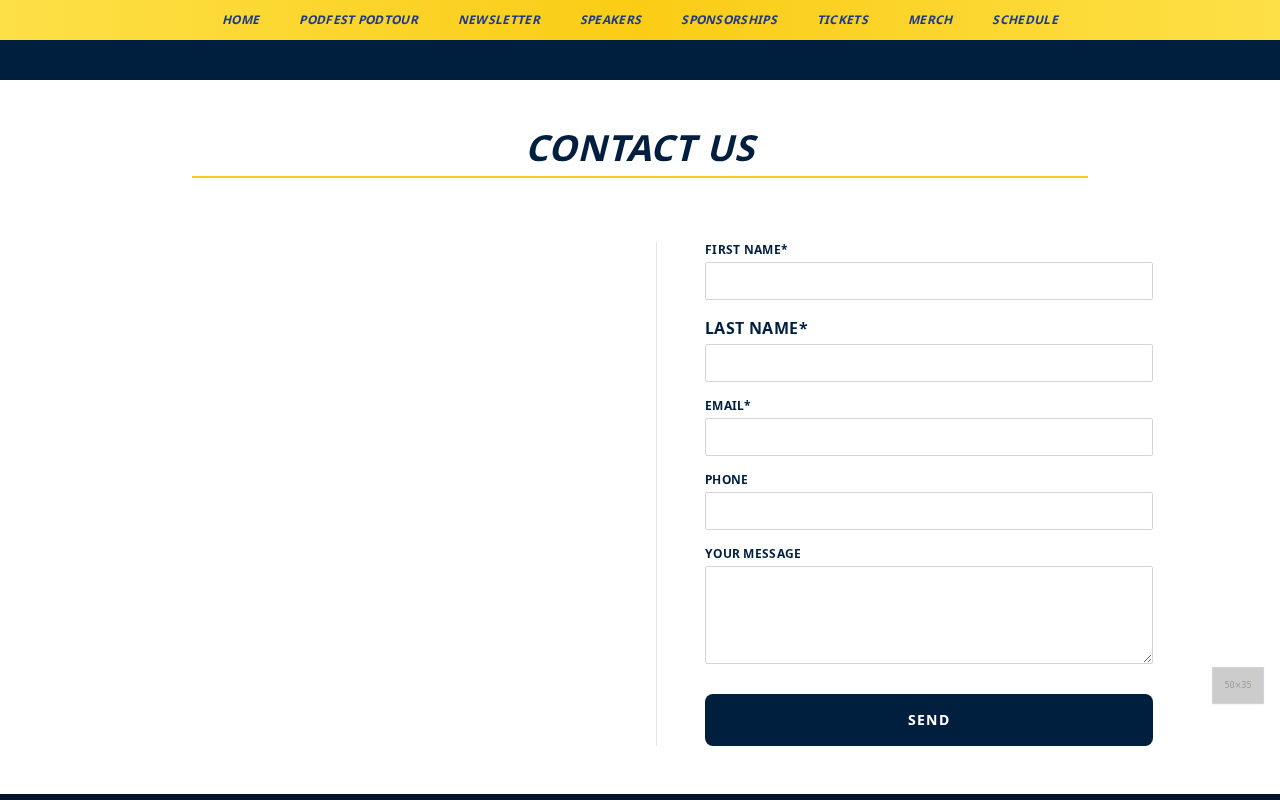 HOME PODFEST PODTOUR NEWSLETTER SPEAKERS SPONSORSHIPS TICKETS MERCH SCHEDULE
CONTACT US
FIRST NAME*
LAST NAME*
EMAIL*
PHONE
YOUR MESSAGE
50×35
SEND